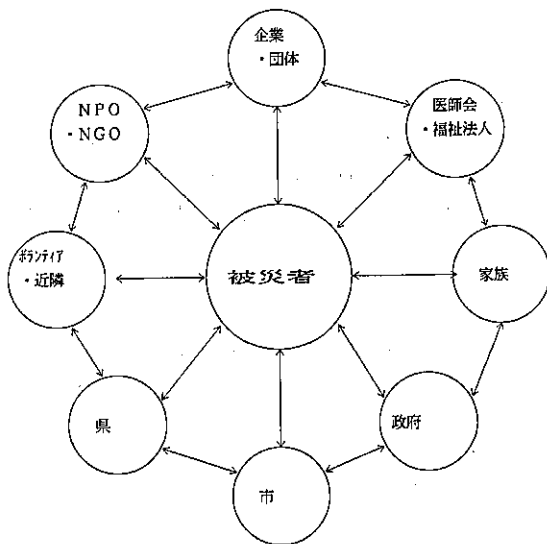 企業
・団体
NPO
・NGO
医師会
・福祉法人
ボランティア
・近隣
被災者
家族
県
政府
市